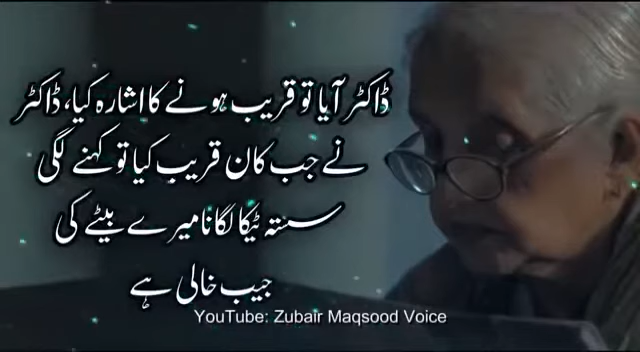 ڈاکٹر آیا تو قریب ہونے کا اشارہ کیا، ڈاکٹر
نے جب کان قریب کیا تو کہنے لگی
سستہ ٹیکا لگانا میرے بیٹے کی
جیب خالی ہے
YouTube: Zubair Maqsood Voice